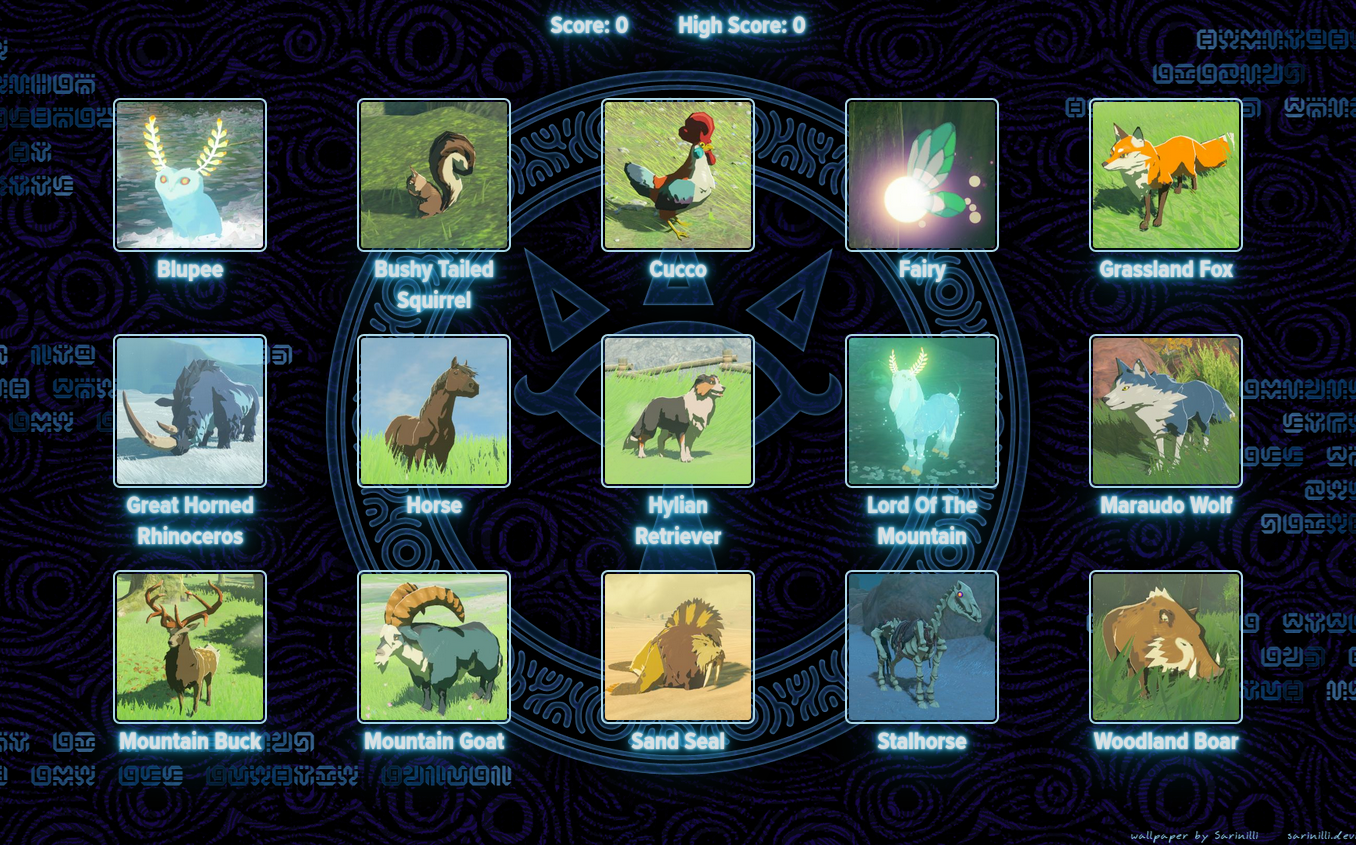 Score: 0 High Score: 0
Blupee
Bushy Tailed
Squirrel
Cucco
Fairy
Grassland Fox
Great Horned
Rhinoceros
Horse
Hylian
Retriever
Lord Of The
Mountain
Maraudo Wolf
Mountain Buck
Mountain Goat
Sand Seal
Stalhorse
Woodland Boar
wallpaper by Sarinilli sarinilli.dev